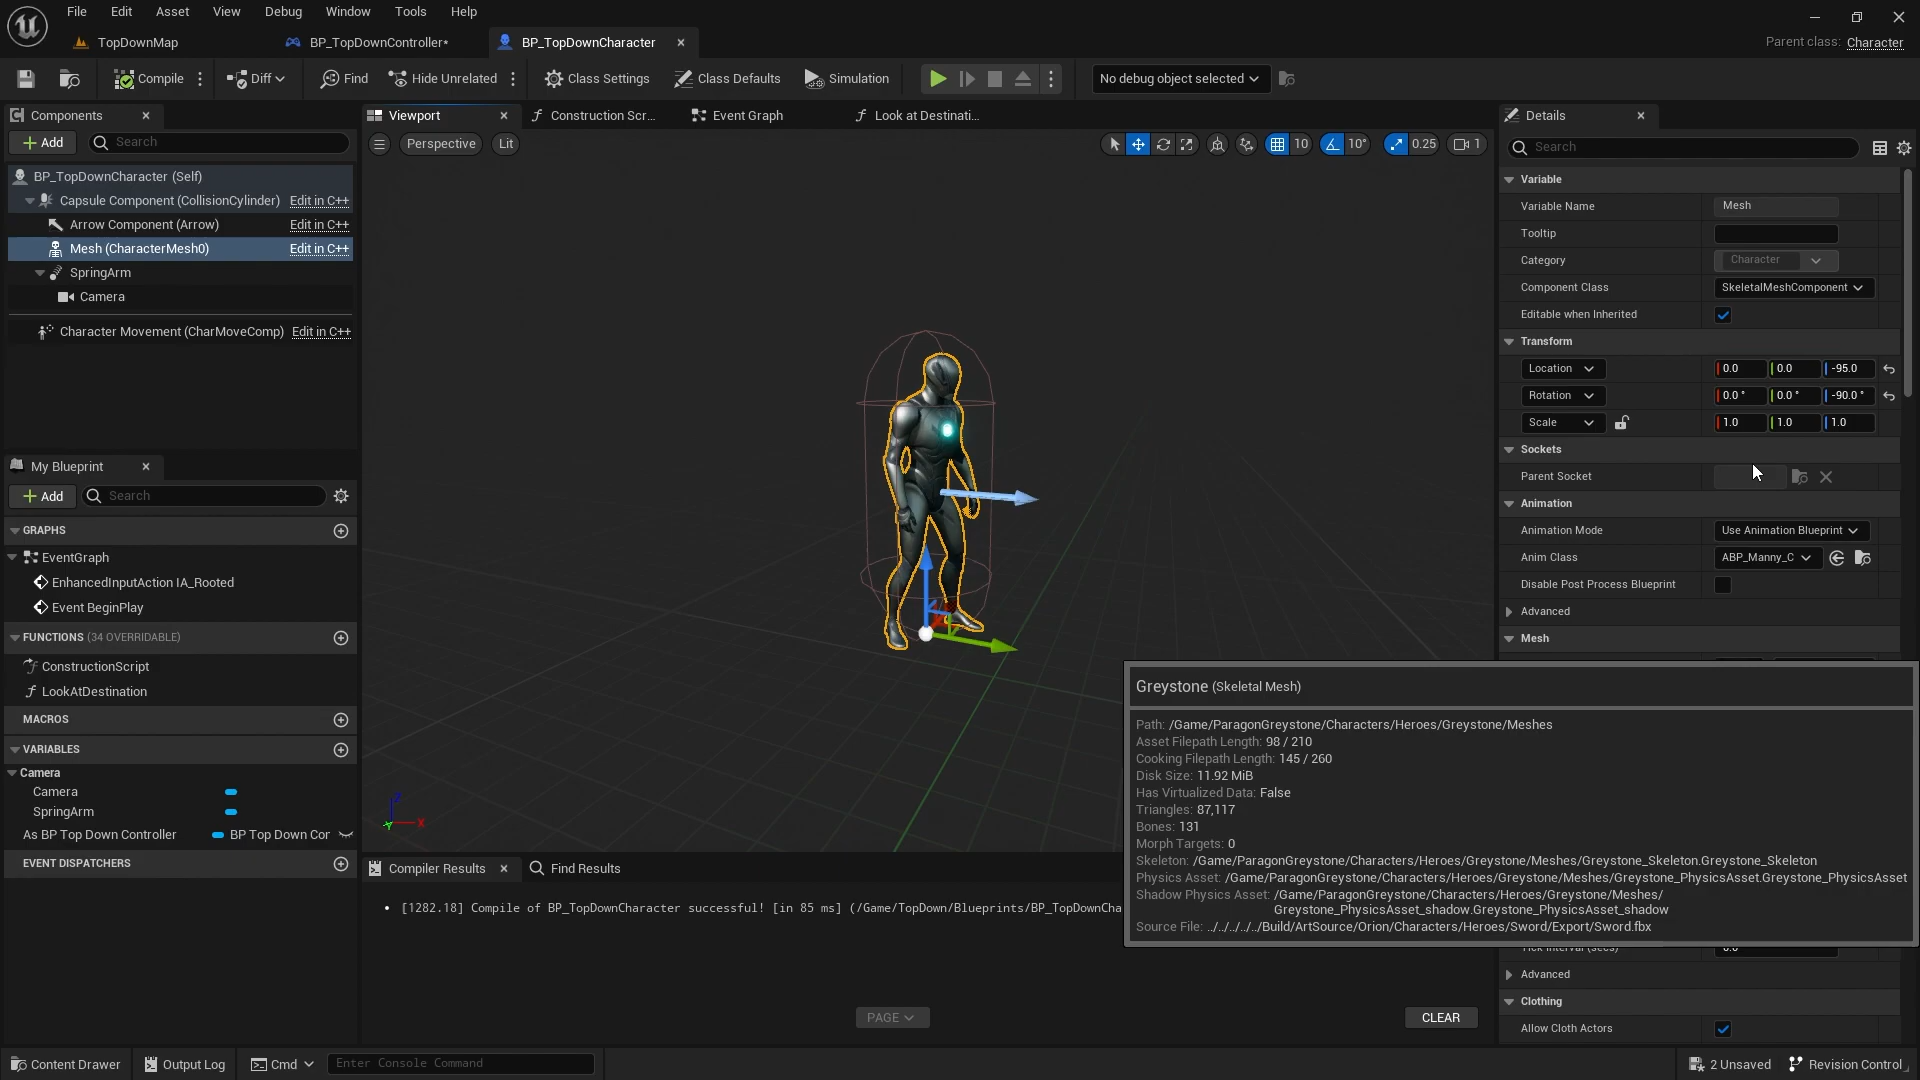 File Edit Asset View Debug Window Tools Help
TopDownMap BP_TopDownController* BP_TopDownCharacter
Parent class: Character
Compile Diff Find Hide Unrelated Class Settings Class Defaults Simulation No debug object selected
Components
Add Search
BP_TopDownCharacter (Self)
Capsule Component (CollisionCylinder) Edit in C++
Arrow Component (Arrow) Edit in C++
Mesh (CharacterMesh0) Edit in C++
SpringArm
Camera
Character Movement (CharMoveComp) Edit in C++
My Blueprint
Add Search
GRAPHS
EventGraph
EnhancedInputAction IA_Rooted
Event BeginPlay
FUNCTIONS (34 OVERRIDABLE)
ConstructionScript
LookAtDestination
MACROS
VARIABLES
Camera
Camera
SpringArm
As BP Top Down Controller BP Top Down Cor
EVENT DISPATCHERS
Viewport Construction Scr... Event Graph Look at Destinati...
Perspective Lit 10 10° 0.25 1
Z
Y X
Compiler Results Find Results
[1282.18] Compile of BP_TopDownCharacter successful! [in 85 ms] (/Game/TopDown/Blueprints/BP_TopDownCha
PAGE CLEAR
Details
Search
Variable
Variable Name Mesh
Tooltip
Category Character
Component Class SkeletalMeshComponent
Editable when Inherited
Transform
Location 0.0 0.0 -95.0
Rotation 0.0 ° 0.0 ° -90.0 °
Scale 1.0 1.0 1.0
Sockets
Parent Socket
Animation
Animation Mode Use Animation Blueprint
Anim Class ABP_Manny_C
Disable Post Process Blueprint
Advanced
Mesh
Greystone (Skeletal Mesh)
Path: /Game/ParagonGreystone/Characters/Heroes/Greystone/Meshes
Asset Filepath Length: 98 / 210
Cooking Filepath Length: 145 / 260
Disk Size: 11.92 MiB
Has Virtualized Data: False
Triangles: 87,117
Bones: 131
Morph Targets: 0
Skeleton: /Game/ParagonGreystone/Characters/Heroes/Greystone/Meshes/Greystone_Skeleton.Greystone_Skeleton
Physics Asset: /Game/ParagonGreystone/Characters/Heroes/Greystone/Meshes/Greystone_PhysicsAsset.Greystone_PhysicsAsset
Shadow Physics Asset: /Game/ParagonGreystone/Characters/Heroes/Greystone/Meshes/
Greystone_PhysicsAsset_shadow.Greystone_PhysicsAsset_shadow
Source File: ../../../../../Build/ArtSource/Orion/Characters/Heroes/Sword/Export/Sword.fbx
Tick Interval (secs) 0.0
Advanced
Clothing
Allow Cloth Actors
Content Drawer Output Log Cmd Enter Console Command 2 Unsaved Revision Control